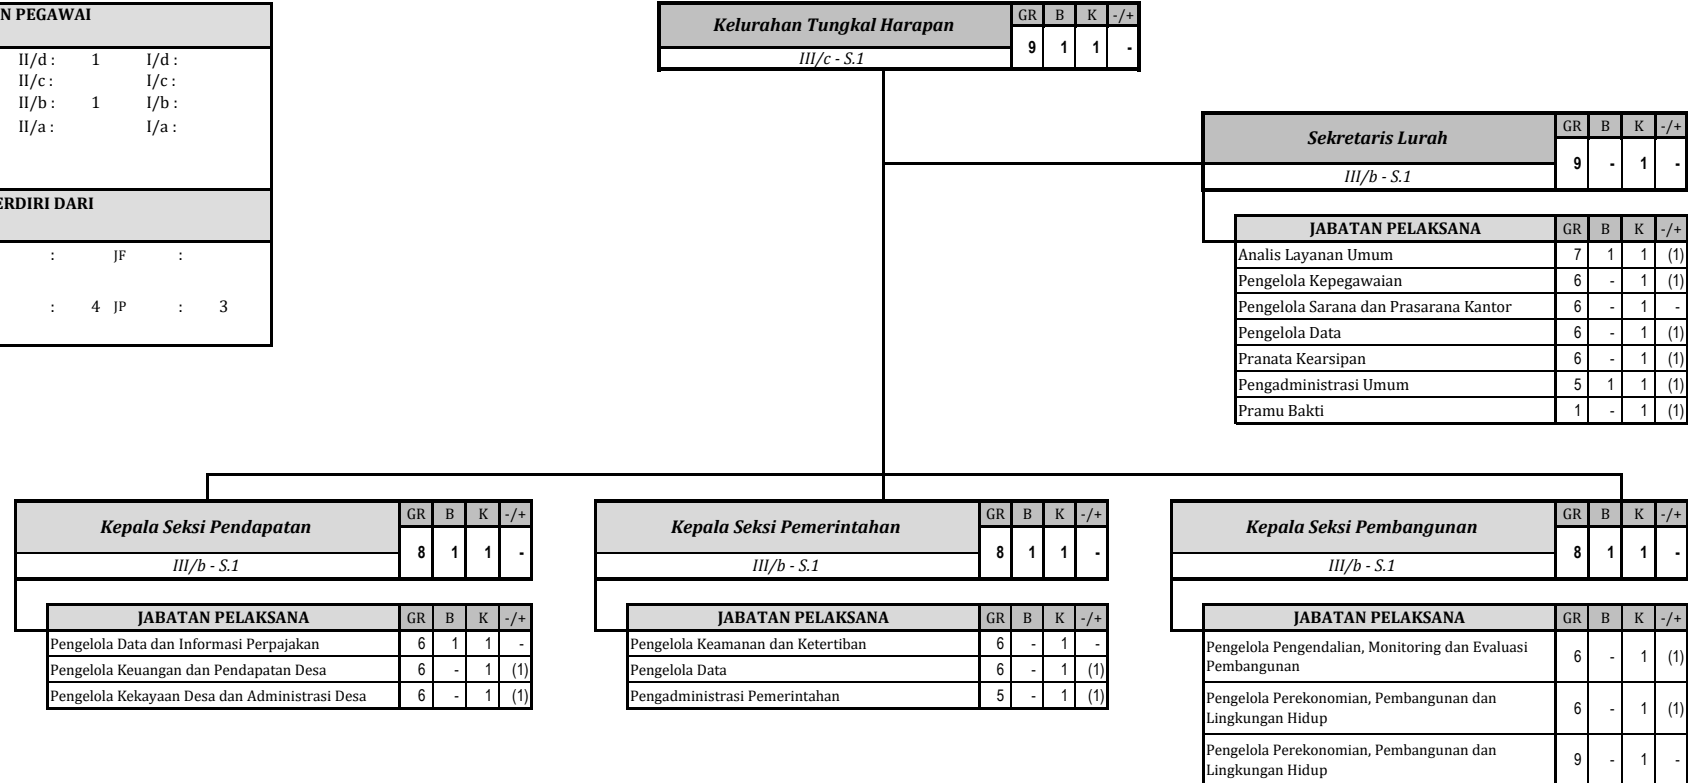 N PEGAWAI
II/d : 1 I/d :
II/c : I/c :
II/b : 1 I/b :
II/a : I/a :
ERDIRI DARI
: JF :
: 4 JP : 3
Kelurahan Tungkal Harapan GR B K -/+
9 1 1 -
III/c - S.1
Sekretaris Lurah GR B K -/+
9 - 1 -
III/b - S.1
JABATAN PELAKSANA GR B K -/+
Analis Layanan Umum 7 1 1 (1)
Pengelola Kepegawaian 6 - 1 (1)
Pengelola Sarana dan Prasarana Kantor 6 - 1 -
Pengelola Data 6 - 1 (1)
Pranata Kearsipan 6 - 1 (1)
Pengadministrasi Umum 5 1 1 (1)
Pramu Bakti 1 - 1 (1)
Kepala Seksi Pendapatan GR B K -/+
8 1 1 -
III/b - S.1
JABATAN PELAKSANA GR B K -/+
Pengelola Data dan Informasi Perpajakan 6 1 1 -
Pengelola Keuangan dan Pendapatan Desa 6 - 1 (1)
Pengelola Kekayaan Desa dan Administrasi Desa 6 - 1 (1)
Kepala Seksi Pemerintahan GR B K -/+
8 1 1 -
III/b - S.1
JABATAN PELAKSANA GR B K -/+
Pengelola Keamanan dan Ketertiban 6 - 1 -
Pengelola Data 6 - 1 (1)
Pengadministrasi Pemerintahan 5 - 1 (1)
Kepala Seksi Pembangunan GR B K -/+
8 1 1 -
III/b - S.1
JABATAN PELAKSANA GR B K -/+
Pengelola Pengendalian, Monitoring dan Evaluasi
Pembangunan 6 - 1 (1)
Pengelola Perekonomian, Pembangunan dan
Lingkungan Hidup 6 - 1 (1)
Pengelola Perekonomian, Pembangunan dan
Lingkungan Hidup 9 - 1 -